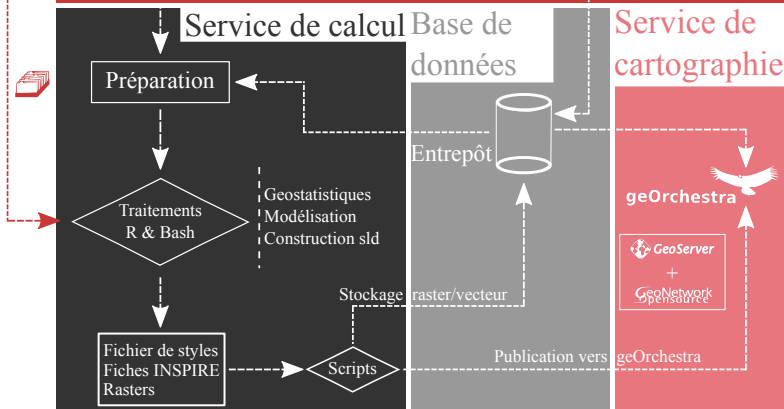 Service de calcul
Base de
données
Service de
cartographie
Préparation
Entrepôt
geOrchestra
Traitements
R & Bash
Geostatistiques
Modélisation
Construction sld
GeoServer
+
GeoNetwork
Opensource
Stockage raster/vecteur
Fichier de styles
Fiches INSPIRE
Rasters
Scripts
Publication vers geOrchestra